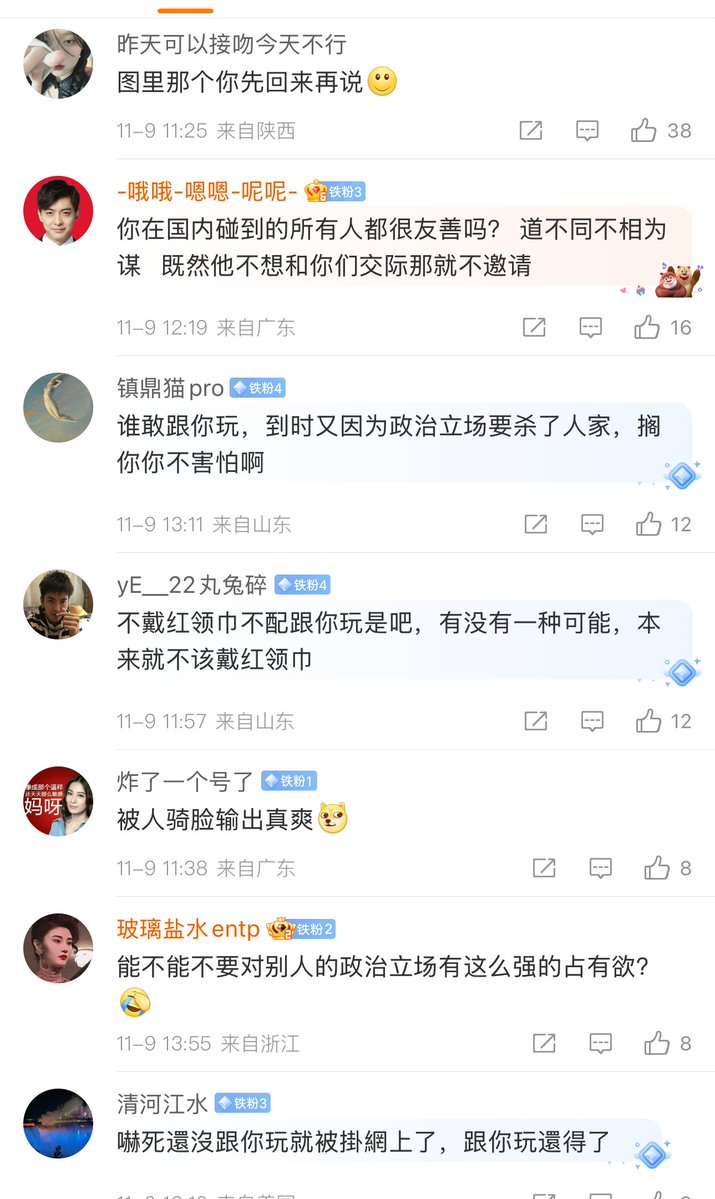 昨天可以接吻今天不行
图里那个你先回来再说
11-9 11:25 来自陕西
38
-哦哦-嗯嗯-呢呢- 铁粉3
你在国内碰到的所有人都很友善吗？ 道不同不相为
谋 既然他不想和你们交际那就不邀请
11-9 12:19 来自广东
16
镇鼎猫pro 铁粉4
谁敢跟你玩，到时又因为政治立场要杀了人家，搁
你你不害怕啊
11-9 13:11 来自山东
12
yE__22丸兔碎 铁粉4
不戴红领巾不配跟你玩是吧，有没有一种可能，本
来就不该戴红领巾
11-9 11:57 来自山东
12
妈呀
炸了一个号了 铁粉1
被人骑脸输出真爽
11-9 11:38 来自广东
8
玻璃盐水entp 铁粉2
能不能不要对别人的政治立场有这么强的占有欲？
11-9 13:55 来自浙江
8
清河江水 铁粉3
嚇死還沒跟你玩就被掛網上了，跟你玩還得了